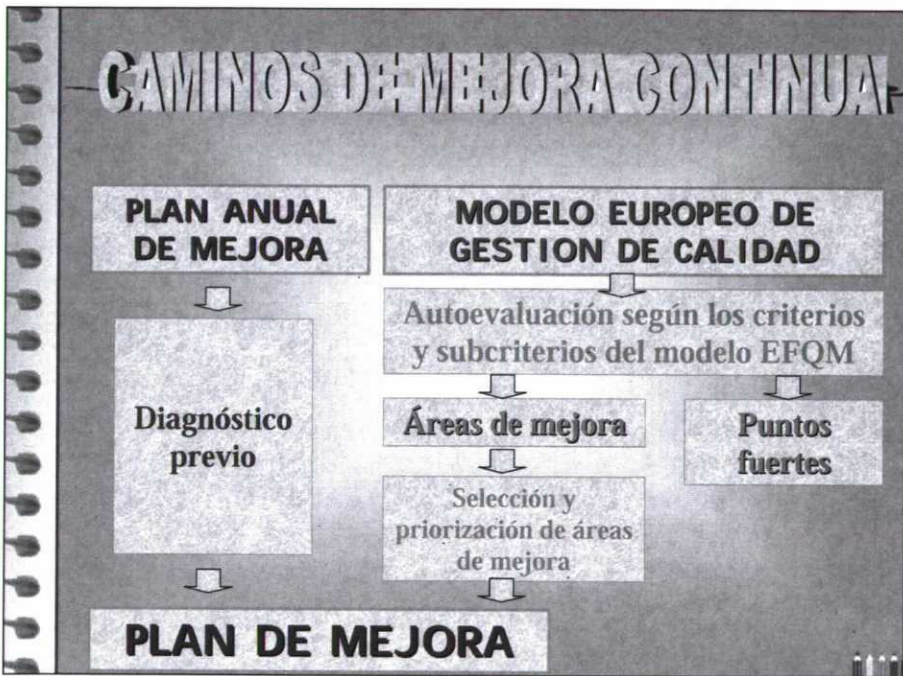 CAMINOS DE MEJORA CONTINUA
PLAN ANUAL
DE MEJORA
MODELO EUROPEO DE
GESTION DE CALIDAD
Autoevaluación según los criterios
y subcriterios del modelo EFQM
Diagnóstico
previo
Áreas de mejora
Puntos
fuertes
Selección y
priorización de áreas
de mejora
PLAN DE MEJORA